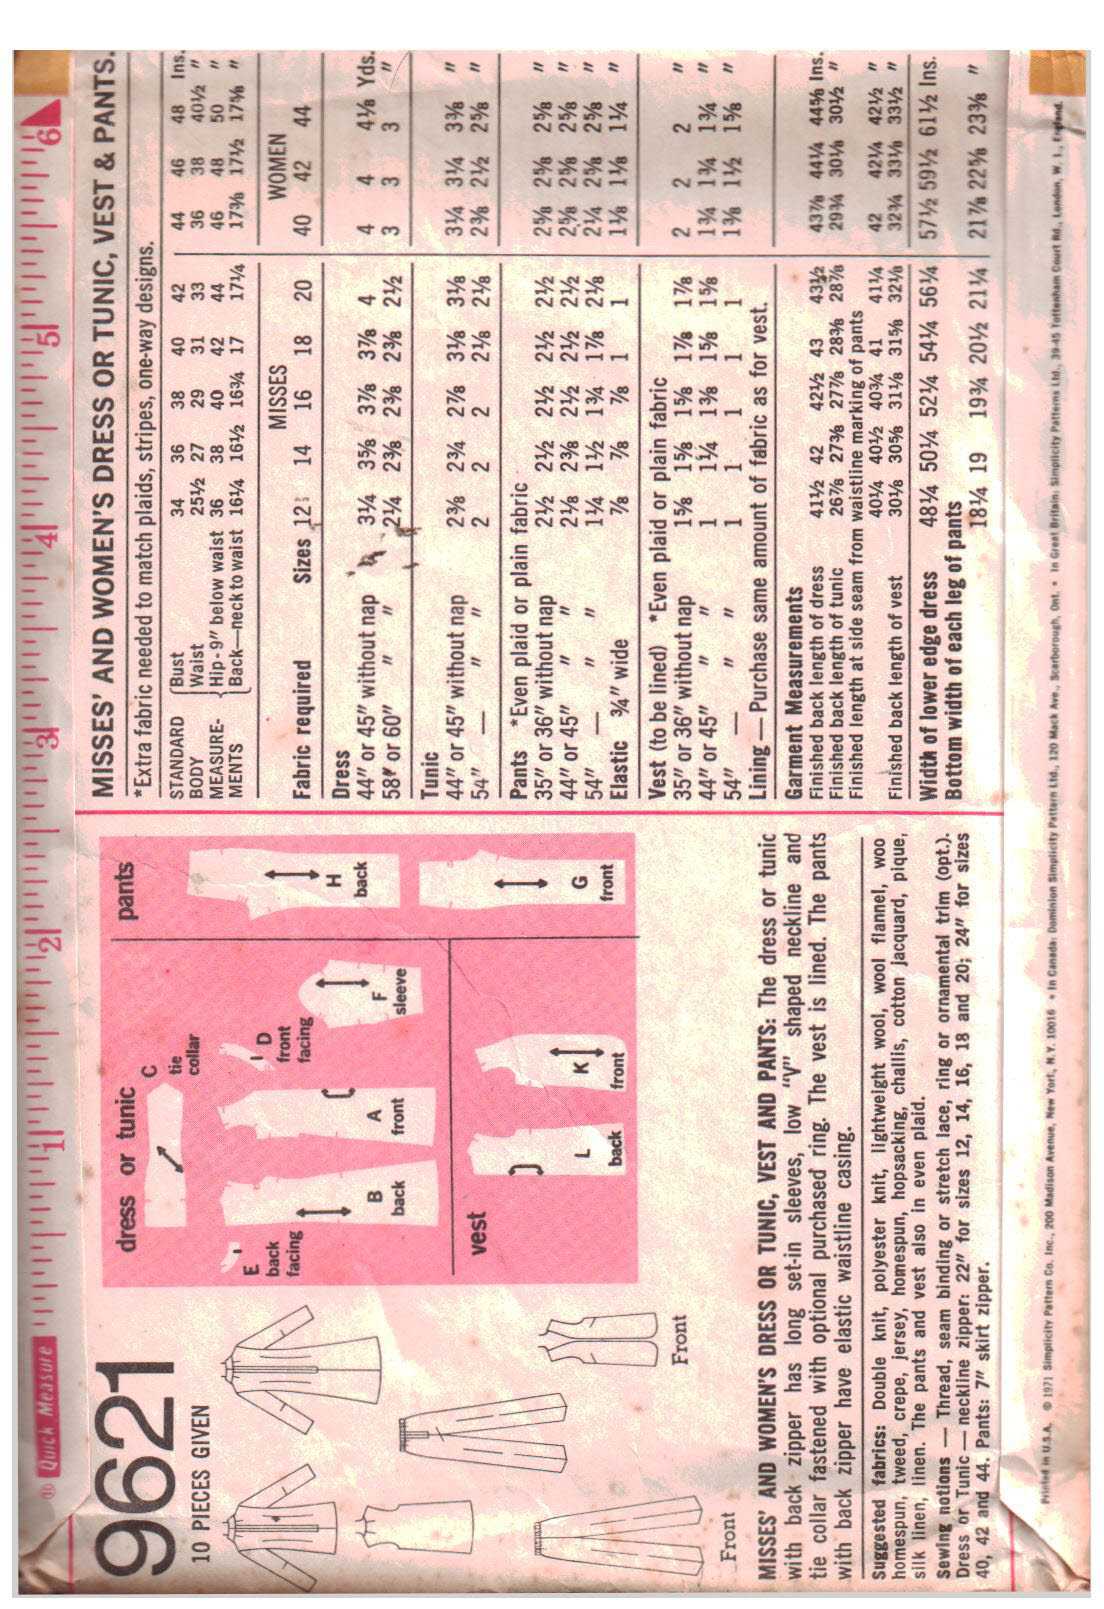 ® Quick Measure 1 2 3 4 5 6
9621
10 PIECES GIVEN
Front
Front
dress or tunic
C
tie
collar
E
back
facing
B
back
A
front
D
front
facing
F
sleeve
pants
H
back
G
front
vest
L
back
K
front
MISSES' AND WOMEN'S DRESS OR TUNIC, VEST AND PANTS: The dress or tunic
with back zipper has long set-in sleeves, low "V" shaped neckline and
tie collar fastened with optional purchased ring. The vest is lined. The pants
with back zipper have elastic waistline casing.
Suggested fabrics: Double knit, polyester knit, lightweight wool, wool flannel, woo
homespun, tweed, crepe, jersey, homespun, hopsacking, challis, cotton jacquard, pique,
silk linen, linen. The pants and vest also in even plaid.
Sewing notions — Thread, seam binding or stretch lace, ring or ornamental trim (opt.).
Dress or Tunic — neckline zipper: 22" for sizes 12, 14, 16, 18 and 20; 24" for sizes
40, 42 and 44. Pants: 7" skirt zipper.
MISSES' AND WOMEN'S DRESS OR TUNIC, VEST & PANTS.
*Extra fabric needed to match plaids, stripes, one-way designs.
STANDARD Bust 34 36 38 40 42 44 46 48 Ins.
BODY Waist 25½ 27 29 31 33 36 38 40½ "
MEASURE- Hip - 9" below waist 36 38 40 42 44 46 48 50 "
MENTS Back—neck to waist 16¼ 16½ 16¾ 17 17¼ 17⅜ 17½ 17⅝ "
MISSES WOMEN
Fabric required Sizes 12 14 16 18 20 40 42 44
Dress
44" or 45" without nap 3¼ 3⅝ 3⅞ 3⅞ 4 4 4 4⅛ Yds.
58" or 60" " " 2¼ 2⅜ 2⅜ 2⅜ 2½ 3 3 3 "
Tunic
44" or 45" without nap 2⅜ 2¾ 2⅞ 3⅛ 3⅛ 3¼ 3¼ 3⅜ "
54" — " " 2 2 2 2⅛ 2⅛ 2⅜ 2½ 2⅝ "
Pants *Even plaid or plain fabric
35" or 36" without nap 2½ 2½ 2½ 2½ 2½ 2⅝ 2⅝ 2⅝ "
44" or 45" " " 2⅛ 2⅜ 2½ 2½ 2½ 2⅝ 2⅝ 2⅝ "
54" — " " 1¼ 1½ 1¾ 1⅞ 2⅛ 2¼ 2⅜ 2⅝ "
Elastic ¾" wide ⅞ ⅞ ⅞ 1 1 1⅛ 1⅛ 1¼ "
Vest (to be lined) *Even plaid or plain fabric
35" or 36" without nap 1⅝ 1⅝ 1⅝ 1⅞ 1⅞ 2 2 2 "
44" or 45" " " 1 1¼ 1⅜ 1⅝ 1⅝ 1¾ 1¾ 1¾ "
54" — " " 1 1 1 1 1 1⅜ 1½ 1⅝ "
Lining — Purchase same amount of fabric as for vest.
Garment Measurements
Finished back length of dress 41½ 42 42½ 43 43½ 43⅞ 44¼ 44⅝ Ins.
Finished back length of tunic 26⅞ 27⅜ 27⅞ 28⅜ 28⅞ 29¾ 30⅛ 30½ "
Finished length at side seam from waistline marking of pants
40¼ 40½ 40¾ 41 41¼ 42 42¼ 42½ "
Finished back length of vest 30⅛ 30⅝ 31⅛ 31⅝ 32⅛ 32¾ 33⅛ 33½ "
Width of lower edge dress 48¼ 50¼ 52¼ 54¼ 56¼ 57½ 59½ 61½ Ins.
Bottom width of each leg of pants
18¼ 19 19¾ 20½ 21¼ 21⅞ 22⅝ 23⅜ "
Printed in U.S.A. © 1971 Simplicity Pattern Co. Inc., 200 Madison Avenue, New York, N.Y. 10016 • In Canada: Dominion Simplicity Pattern Ltd., 120 Mack Ave., Scarborough, Ont. • In Great Britain: Simplicity Patterns Ltd., 39-45 Tottenham Court Rd., London, W. 1., England.